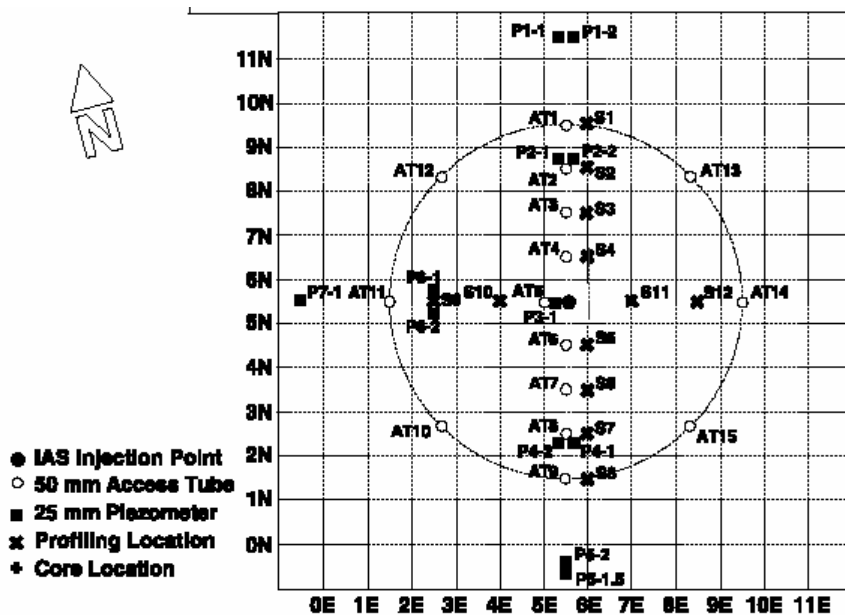 P1-1 P1-2
11N
10N
AT1 S1
9N
P2-1 P2-2
AT12 AT2 S2 AT13
8N
AT3 S3
7N
AT4 S4
6N
P6-1
P7-1 AT11 S9 S10 AT5 S11 S12 AT14
P3-1
5N
P6-2
AT6 S5
4N
AT7 S6
3N
AT10 AT8 S7 AT15
P4-2 P4-1
2N
AT9 S8
1N
0N
P5-2
P5-1.5
0E 1E 2E 3E 4E 5E 6E 7E 8E 9E 10E 11E
N
IAS Injection Point
50 mm Access Tube
25 mm Piezometer
Profiling Location
Core Location